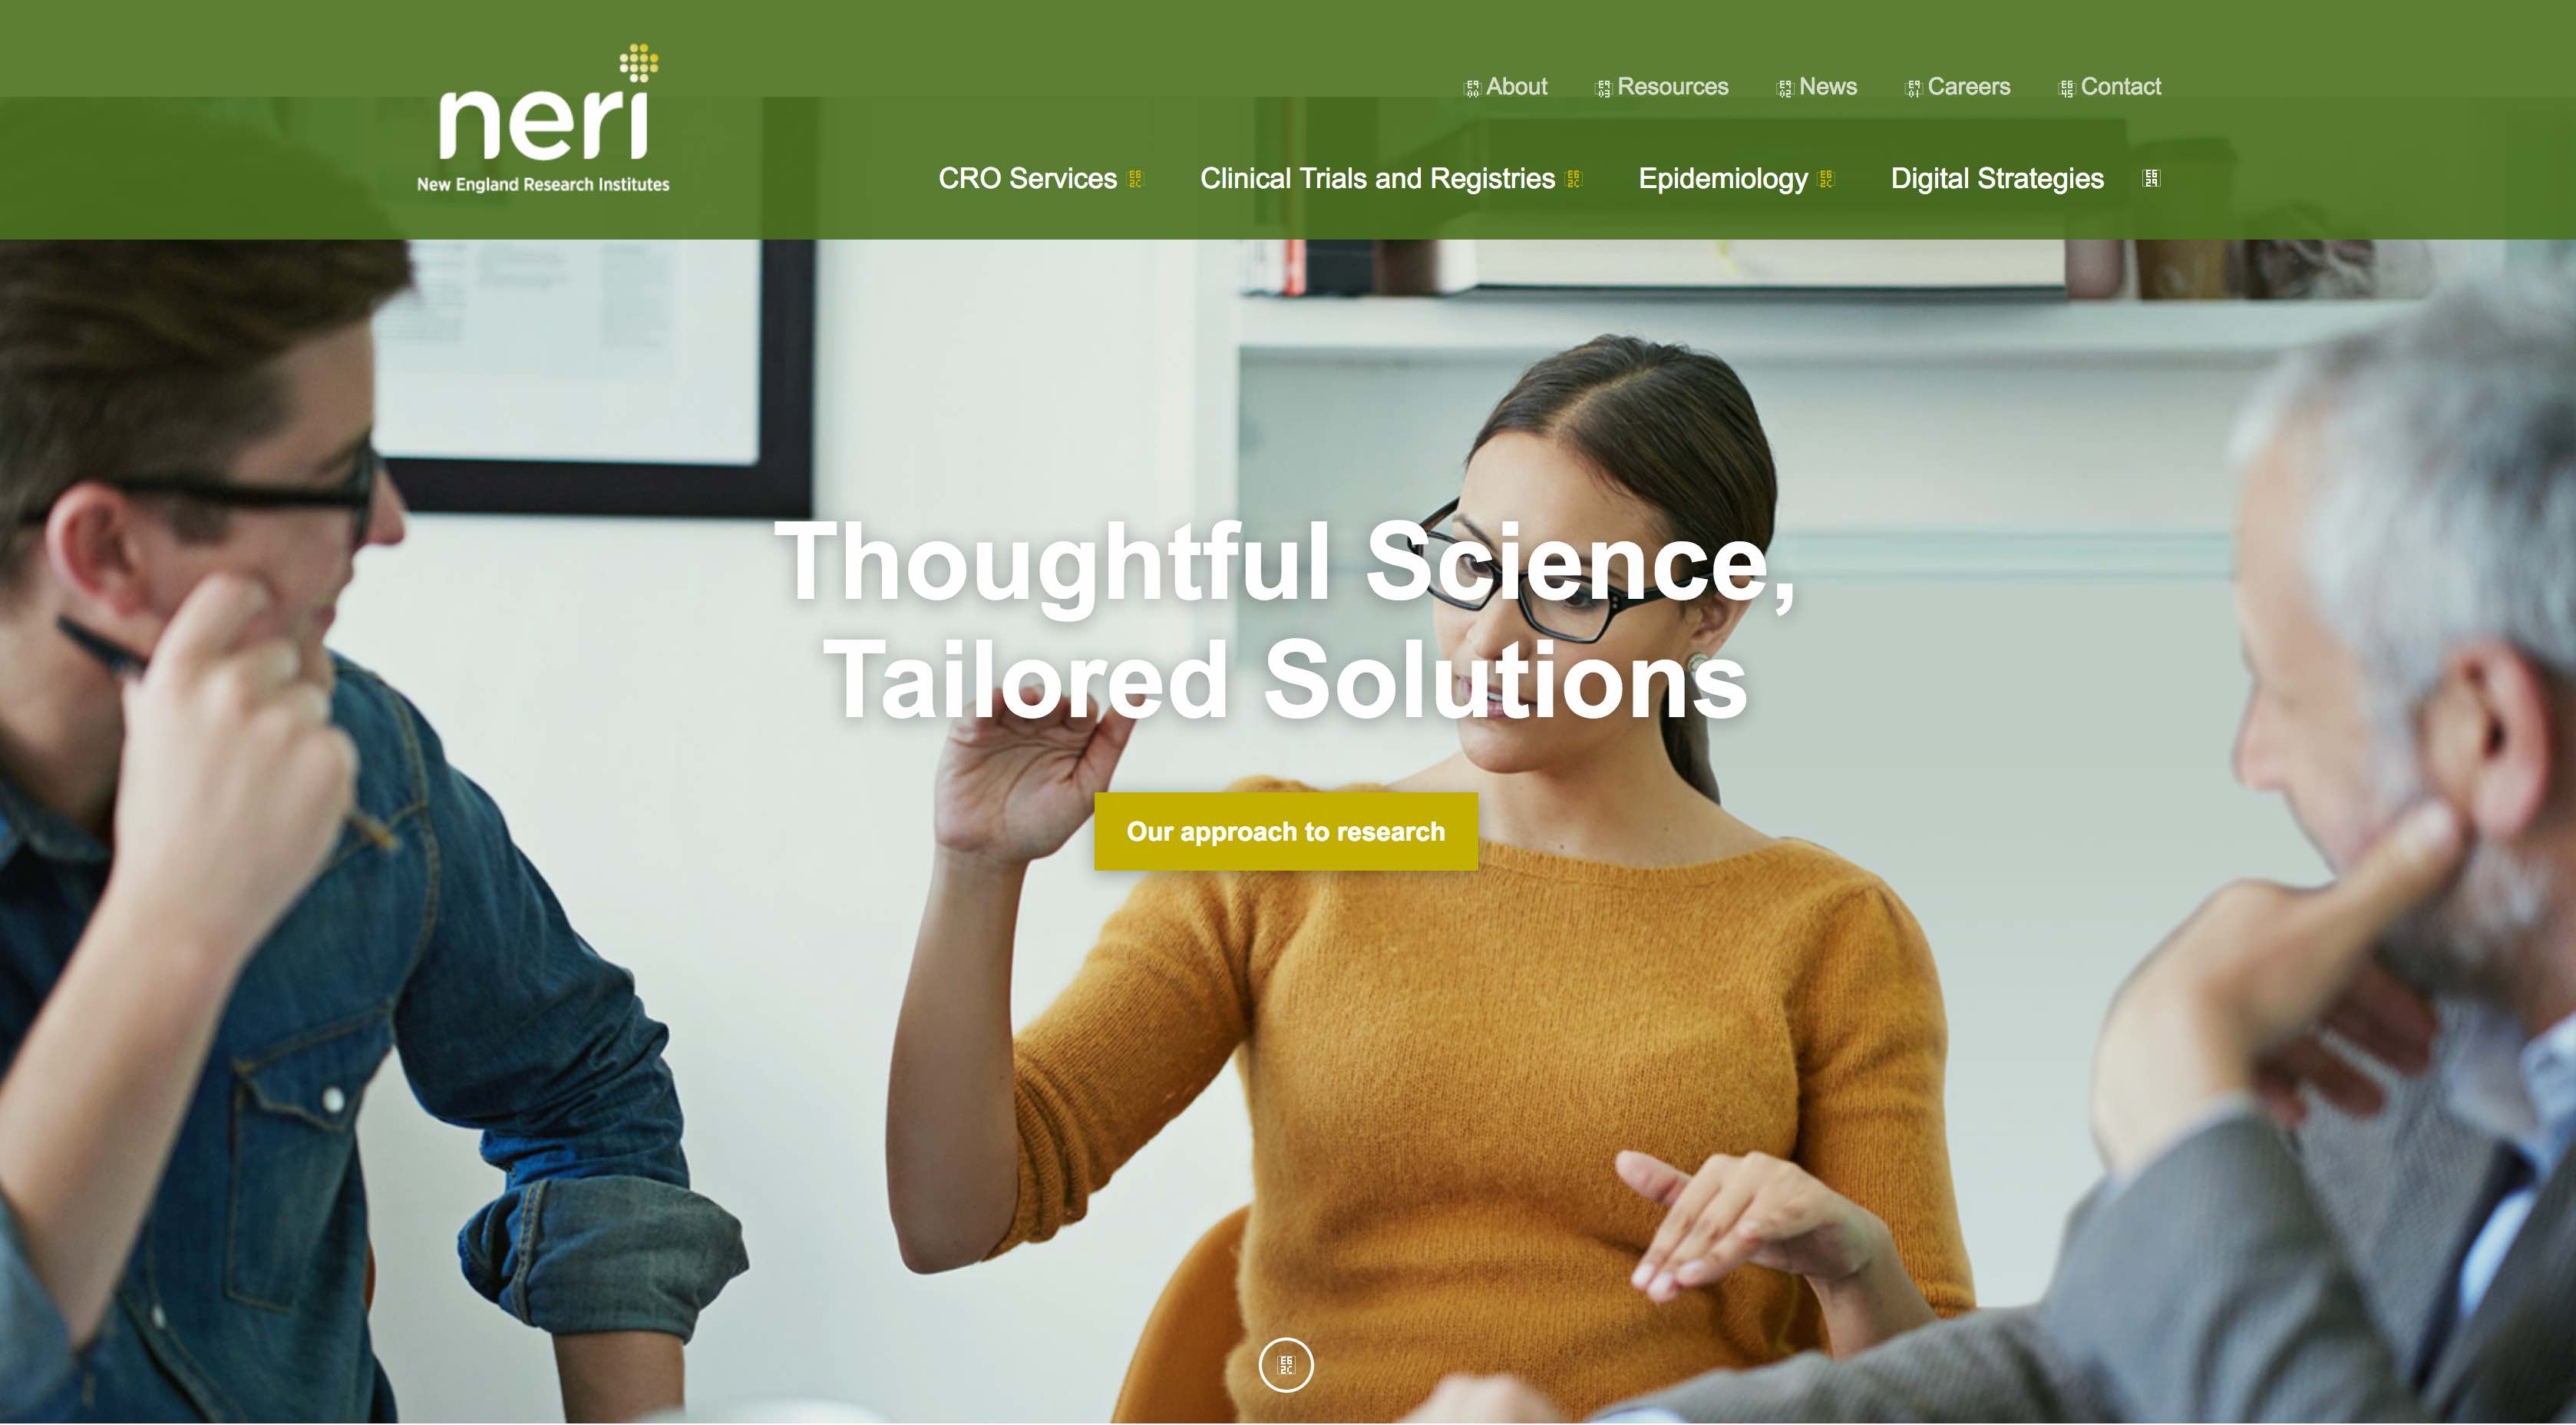 neri
New England Research Institutes
About Resources News Careers Contact
CRO Services Clinical Trials and Registries Epidemiology Digital Strategies
Thoughtful Science,
Tailored Solutions
Our approach to research